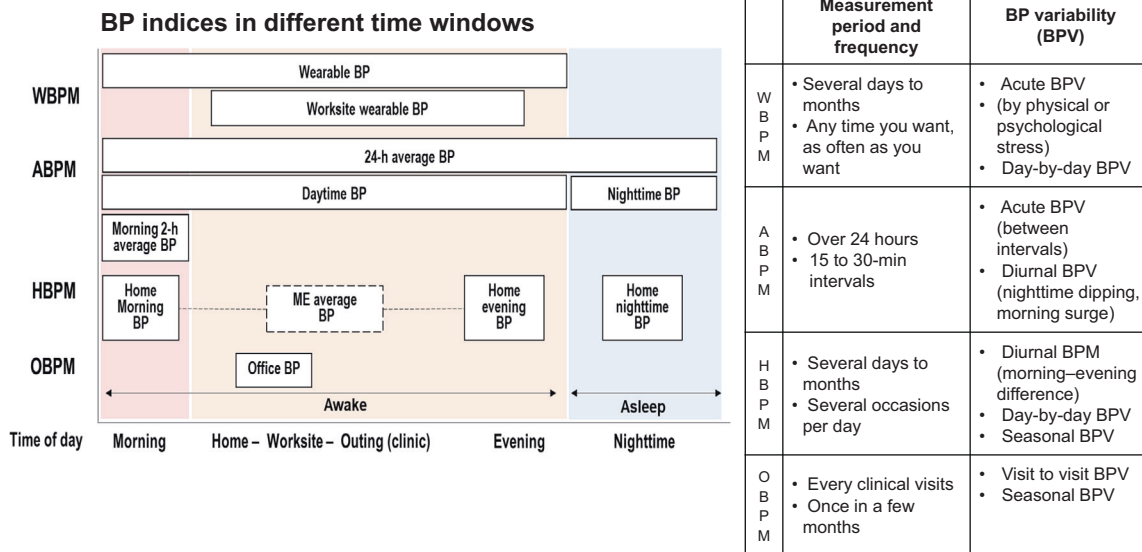 BP indices in different time windows
WBPM
Wearable BP
Worksite wearable BP
ABPM
24-h average BP
Daytime BP
Nighttime BP
Morning 2-h
average BP
HBPM
Home
Morning
BP
ME average
BP
Home
evening
BP
Home
nighttime
BP
OBPM
Office BP
Awake
Asleep
Time of day
Morning
Home – Worksite – Outing (clinic)
Evening
Nighttime
Measurement
period and
frequency
BP variability
(BPV)
W
B
P
M
• Several days to
months
• Any time you want,
as often as you
want
• Acute BPV
• (by physical or
psychological
stress)
• Day-by-day BPV
A
B
P
M
• Over 24 hours
• 15 to 30-min
intervals
• Acute BPV
(between
intervals)
• Diurnal BPV
(nighttime dipping,
morning surge)
H
B
P
M
• Several days to
months
• Several occasions
per day
• Diurnal BPM
(morning–evening
difference)
• Day-by-day BPV
• Seasonal BPV
O
B
P
M
• Every clinical visits
• Once in a few
months
• Visit to visit BPV
• Seasonal BPV